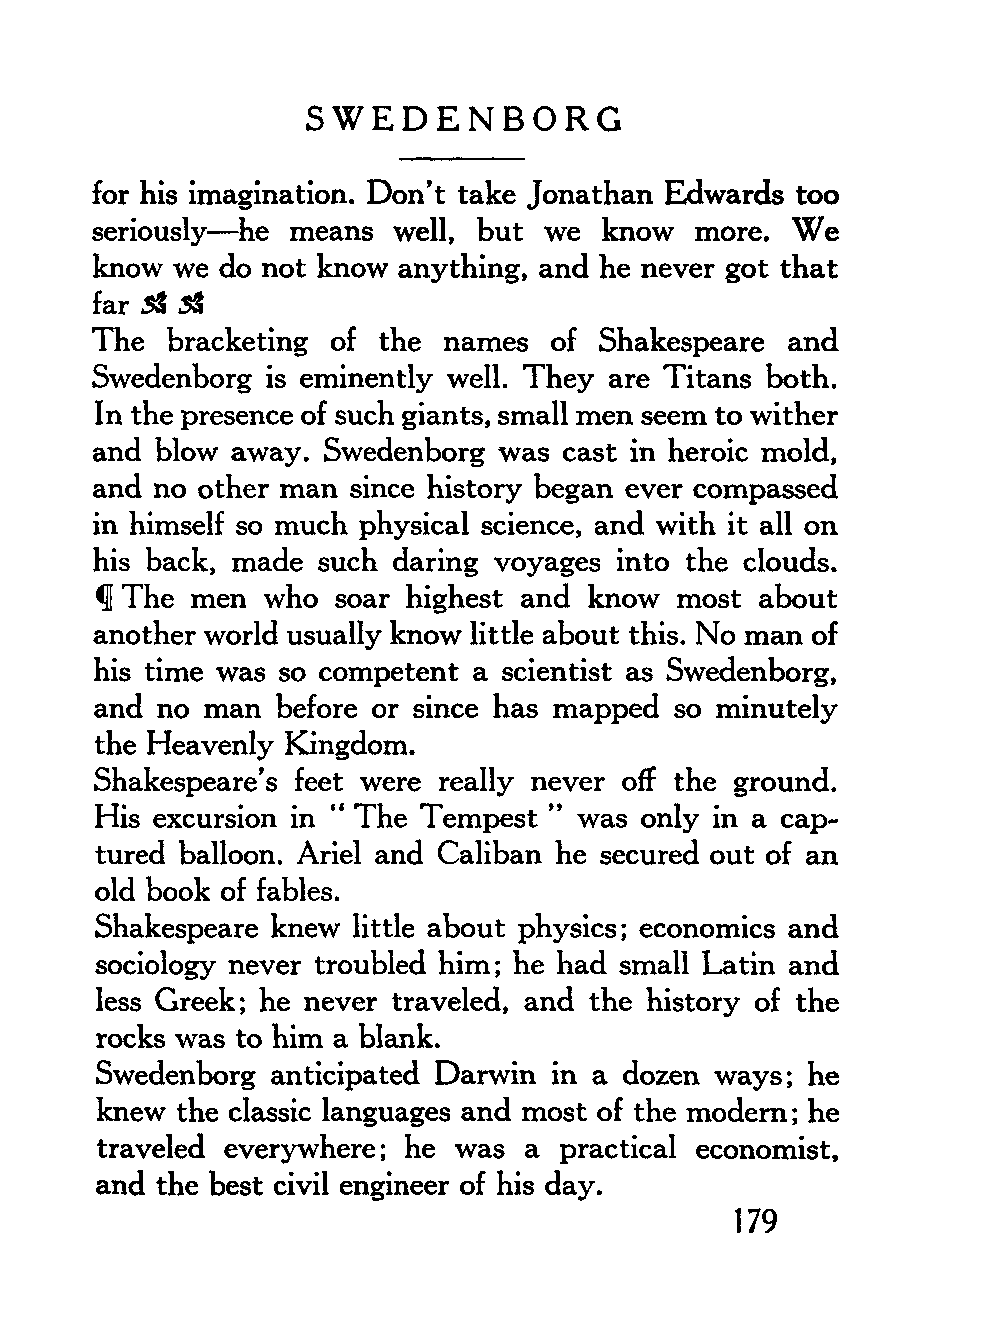 SWEDENBORG
for his imagination. Don't take Jonathan Edwards too
seriously—he means well, but we know more. We
know we do not know anything, and he never got that
far
The bracketing of the names of Shakespeare and
Swedenborg is eminently well. They are Titans both.
In the presence of such giants, small men seem to wither
and blow away. Swedenborg was cast in heroic mold,
and no other man since history began ever compassed
in himself so much physical science, and with it all on
his back, made such daring voyages into the clouds.
¶ The men who soar highest and know most about
another world usually know little about this. No man of
his time was so competent a scientist as Swedenborg,
and no man before or since has mapped so minutely
the Heavenly Kingdom.
Shakespeare's feet were really never off the ground.
His excursion in " The Tempest " was only in a cap-
tured balloon. Ariel and Caliban he secured out of an
old book of fables.
Shakespeare knew little about physics; economics and
sociology never troubled him; he had small Latin and
less Greek; he never traveled, and the history of the
rocks was to him a blank.
Swedenborg anticipated Darwin in a dozen ways; he
knew the classic languages and most of the modern; he
traveled everywhere; he was a practical economist,
and the best civil engineer of his day.
179